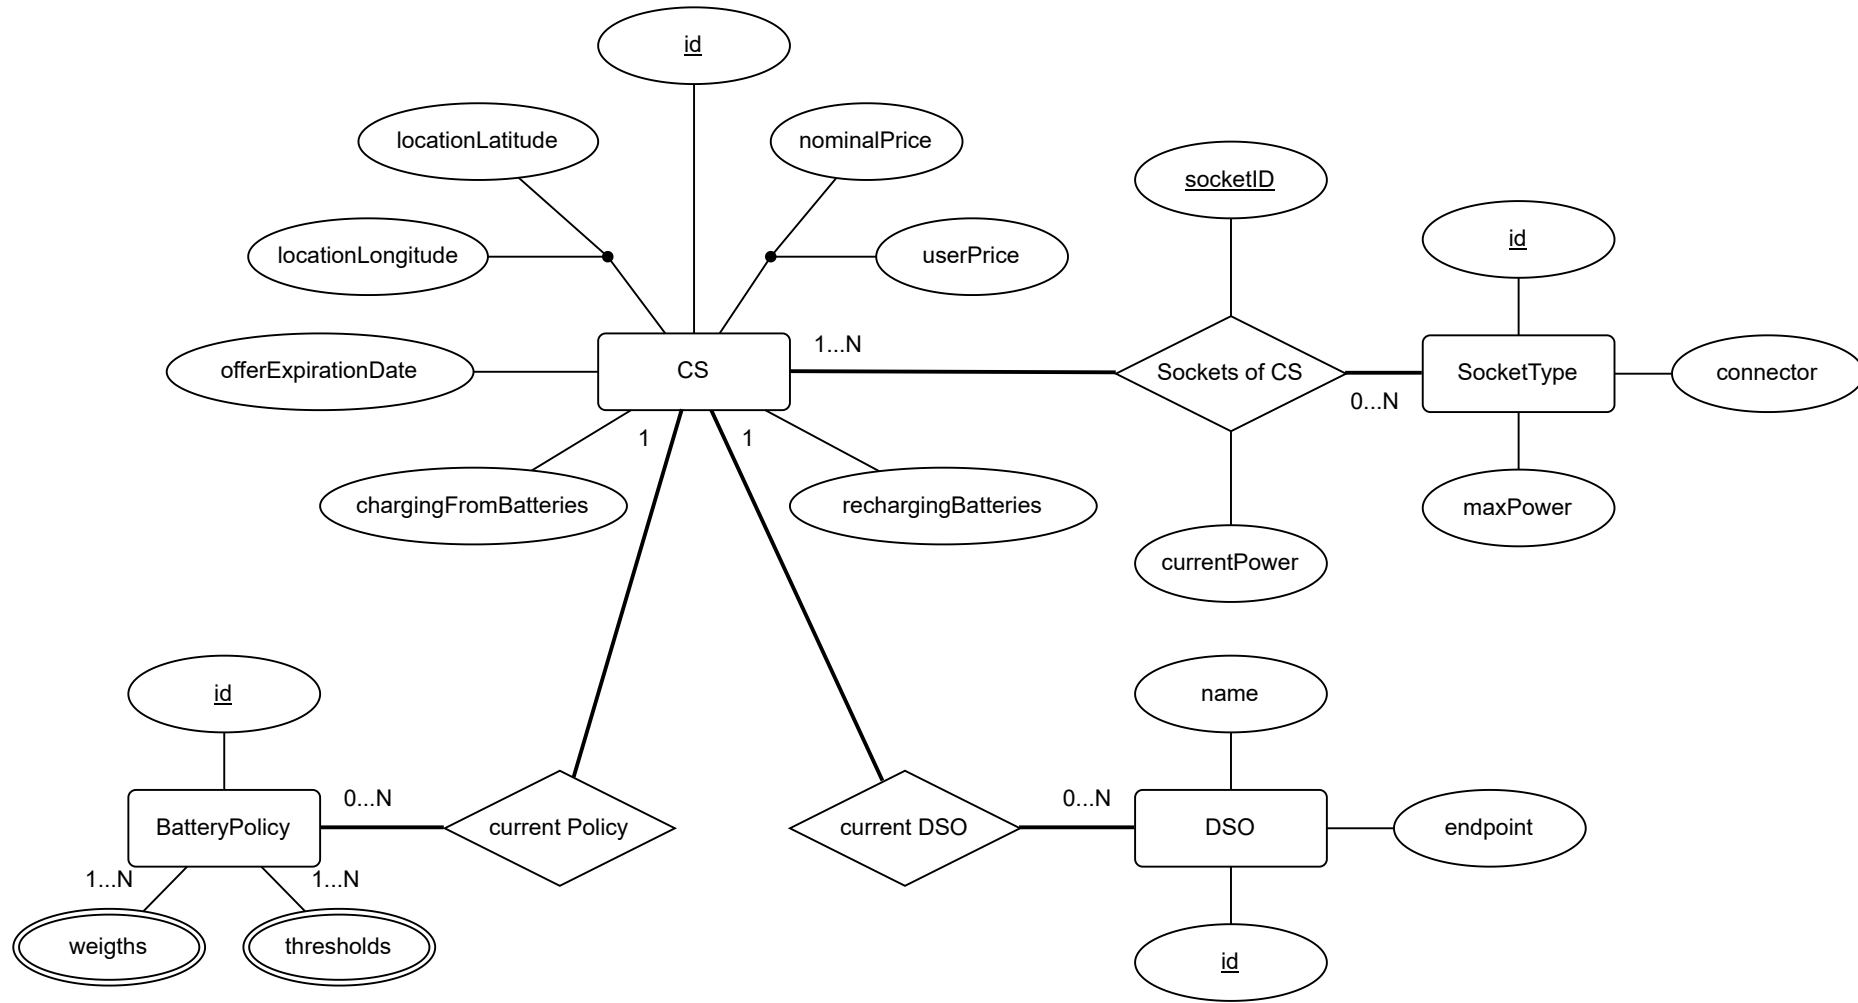 id
locationLatitude
nominalPrice
socketID
id
locationLongitude
userPrice
1...N
offerExpirationDate
CS
Sockets of CS
SocketType
connector
0...N
1
1
chargingFromBatteries
rechargingBatteries
maxPower
currentPower
id
name
0...N
0...N
BatteryPolicy
current Policy
current DSO
DSO
endpoint
1...N
1...N
weigths
thresholds
id